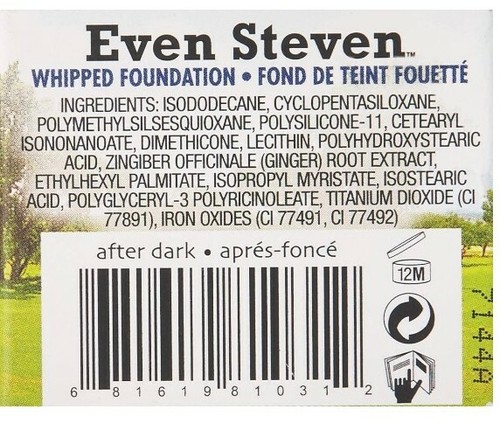 Even Steven™
WHIPPED FOUNDATION • FOND DE TEINT FOUETTÉ
INGREDIENTS: ISODODECANE, CYCLOPENTASILOXANE,
POLYMETHYLSILSESQUIOXANE, POLYSILICONE-11, CETEARYL
ISONONANOATE, DIMETHICONE, LECITHIN, POLYHYDROXYSTEARIC
ACID, ZINGIBER OFFICINALE (GINGER) ROOT EXTRACT,
ETHYLHEXYL PALMITATE, ISOPROPYL MYRISTATE, ISOSTEARIC
ACID, POLYGLYCERYL-3 POLYRICINOLEATE, TITANIUM DIOXIDE (CI
77891), IRON OXIDES (CI 77491, CI 77492)
after dark • aprés-foncé
12M
6 81619 81031 2